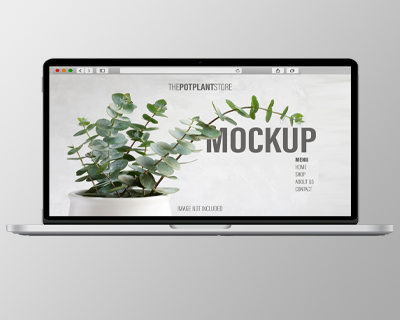 THEPOTPLANTSTORE
MOCKUP
MENU
HOME
SHOP
ABOUT US
CONTACT
IMAGE NOT INCLUDED